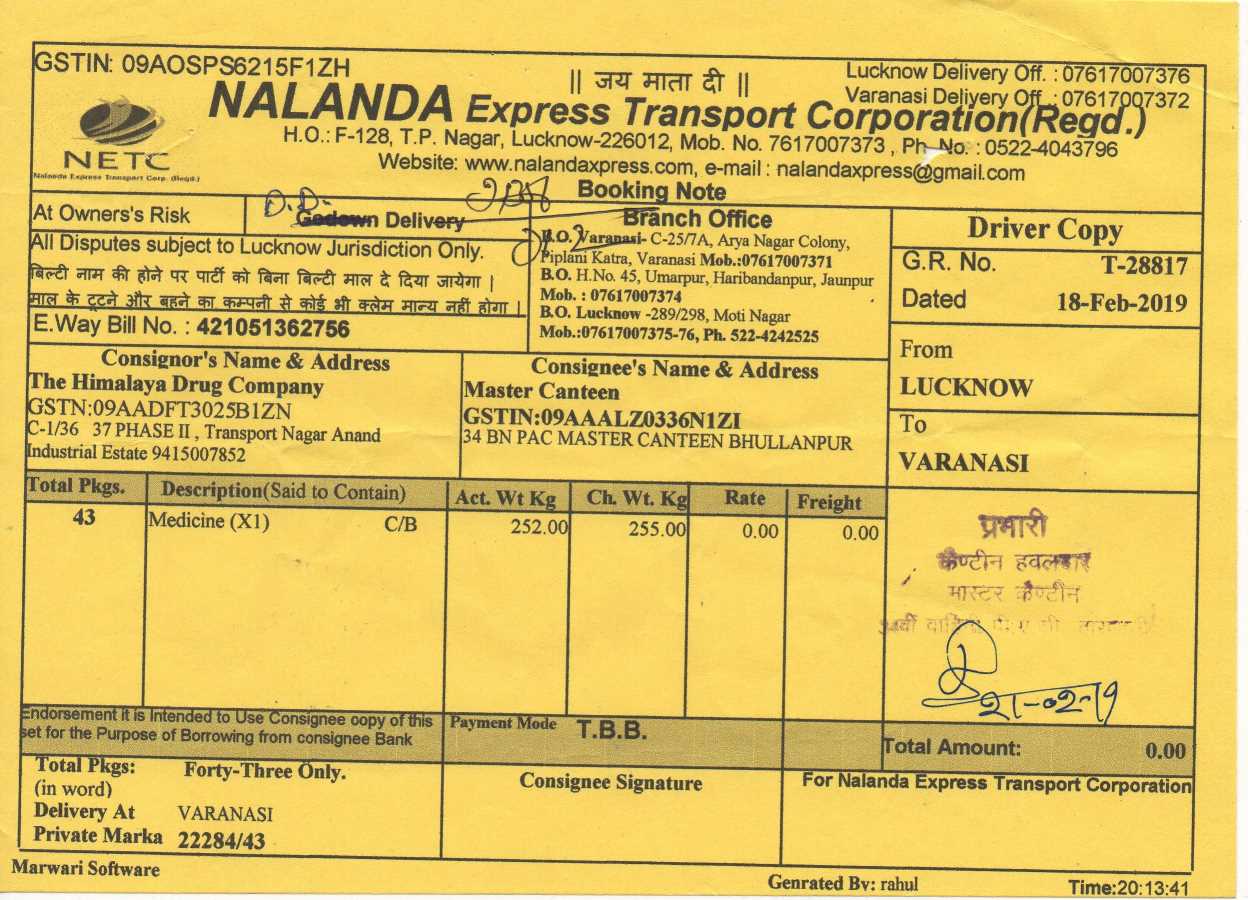 GSTIN: 09AOSPS6215F1ZH
|| जय माता दी ||
Lucknow Delivery Off. : 07617007376
Varanasi Delivery Off. : 07617007372
NALANDA Express Transport Corporation(Regd.)
H.O.: F-128, T.P. Nagar, Lucknow-226012, Mob. No. 7617007373 , Ph. No. : 0522-4043796
Website: www.nalandaxpress.com, e-mail : nalandaxpress@gmail.com
NETC
Nalanda Express Transport Corp. (Regd.)
Booking Note
At Owners's Risk
D.D.
Godown Delivery
All Disputes subject to Lucknow Jurisdiction Only.
बिल्टी नाम की होने पर पार्टी को बिना बिल्टी माल दे दिया जायेगा |
माल के टूटने और बहने का कम्पनी से कोई भी क्लेम मान्य नहीं होगा |
E.Way Bill No. : 421051362756
Branch Office
B.O. Varanasi- C-25/7A, Arya Nagar Colony,
Piplani Katra, Varanasi Mob.:07617007371
B.O. H.No. 45, Umarpur, Haribandanpur, Jaunpur
Mob. : 07617007374
B.O. Lucknow -289/298, Moti Nagar
Mob.:07617007375-76, Ph. 522-4242525
Driver Copy
G.R. No. T-28817
Dated 18-Feb-2019
From
LUCKNOW
To
VARANASI
Consignor's Name & Address
The Himalaya Drug Company
GSTN:09AADFT3025B1ZN
C-1/36 37 PHASE II , Transport Nagar Anand
Industrial Estate 9415007852
Consignee's Name & Address
Master Canteen
GSTIN:09AAALZ0336N1ZI
34 BN PAC MASTER CANTEEN BHULLANPUR
Total Pkgs. Description(Said to Contain) Act. Wt Kg Ch. Wt. Kg Rate Freight
43 Medicine (X1) C/B 252.00 255.00 0.00 0.00
प्रभारी
कैण्टीन हवलदार
मास्टर कैण्टीन
21-02-19
Endorsement it is Intended to Use Consignee copy of this
set for the Purpose of Borrowing from consignee Bank
Payment Mode T.B.B.
Total Amount: 0.00
Total Pkgs: Forty-Three Only.
(in word)
Delivery At VARANASI
Private Marka 22284/43
Consignee Signature
For Nalanda Express Transport Corporation
Marwari Software
Genrated By: rahul
Time:20:13:41